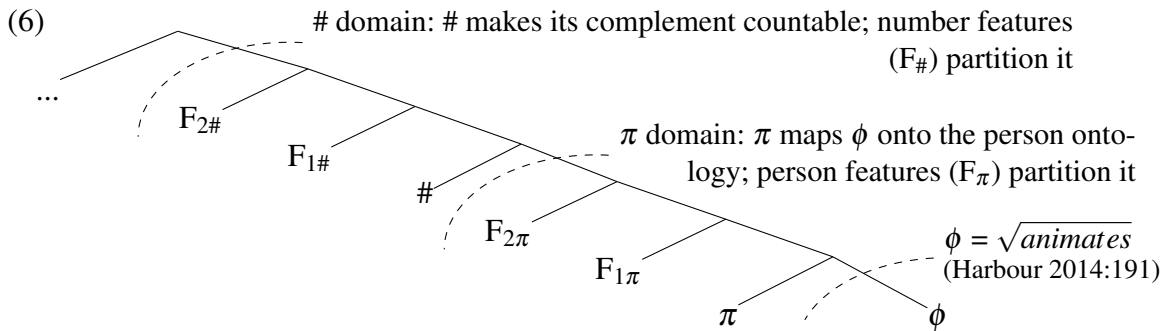 (6)
# domain: # makes its complement countable; number features
(F#) partition it
...
F2#
F1#
π domain: π maps ϕ onto the person onto-
logy; person features (Fπ) partition it
#
F2π
ϕ = √animates
(Harbour 2014:191)
F1π
π
ϕ